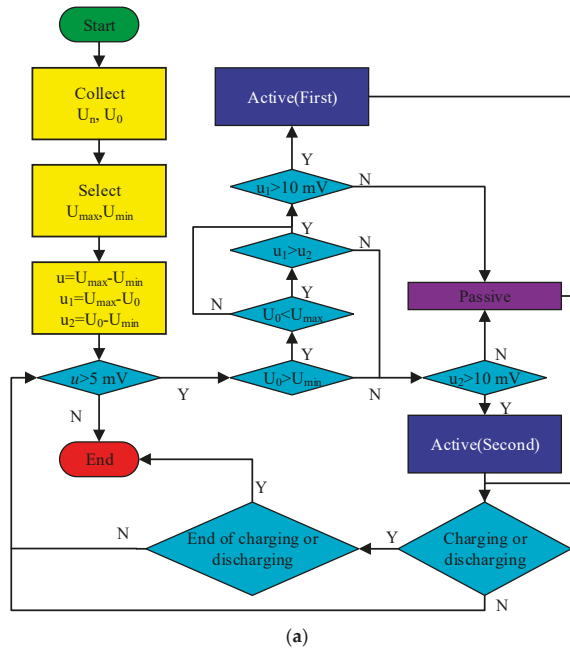 Start
Collect
Uₙ, U₀
Select
Uₘₐₓ,Uₘᵢₙ
u=Uₘₐₓ-Uₘᵢₙ
u₁=Uₘₐₓ-U₀
u₂=U₀-Uₘᵢₙ
u>5 mV
Y
N
End
Active(First)
Y
u₁>10 mV
N
Y
u₁>u₂
N
Y
U₀<Uₘₐₓ
N
Y
U₀>Uₘᵢₙ
N
Passive
N
u₂>10 mV
Y
Active(Second)
Y
End of charging or
discharging
N
Y
Charging or
discharging
N
(a)